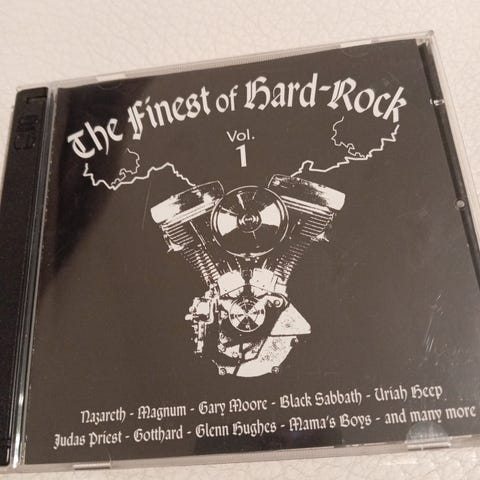 The Finest of Hard-Rock
Vol.
1
Nazareth - Magnum - Gary Moore - Black Sabbath - Uriah Heep
Judas Priest - Gotthard - Glenn Hughes - Mama's Boys - and many more